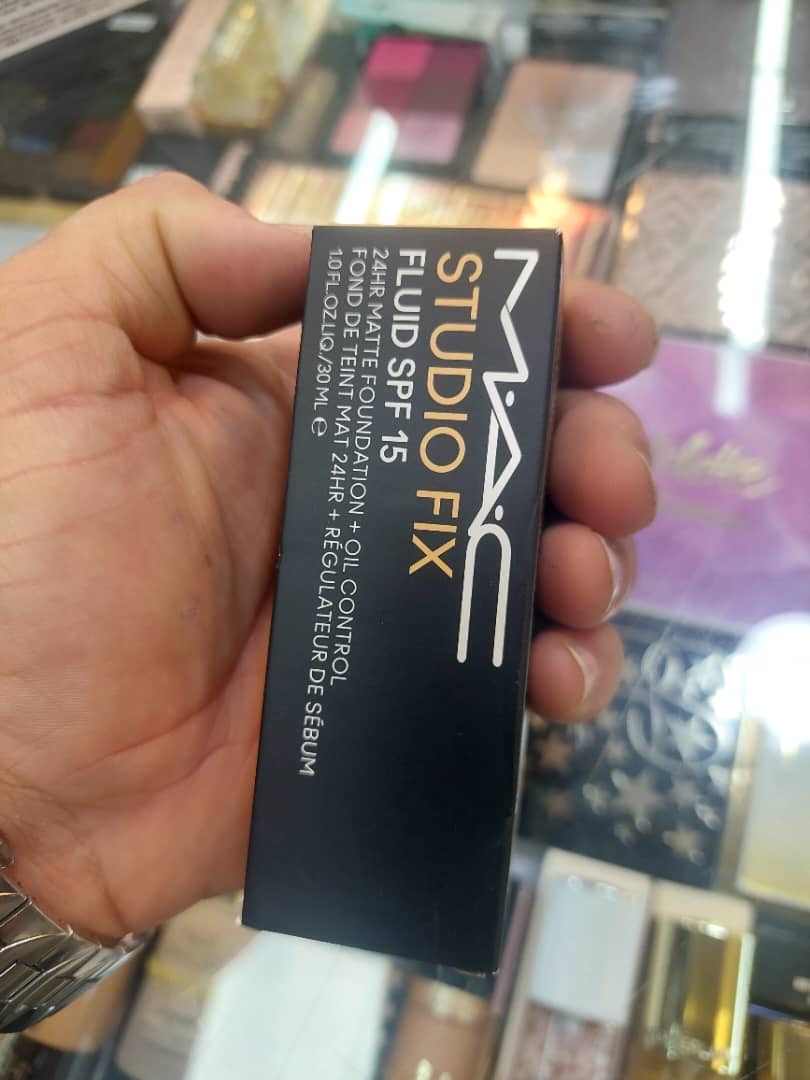 MAC
STUDIO FIX
FLUID SPF 15
24HR MATTE FOUNDATION + OIL CONTROL
FOND DE TEINT MAT 24HR + RÉGULATEUR DE SÉBUM
1.0 FL.OZ.LIQ./30 ML e